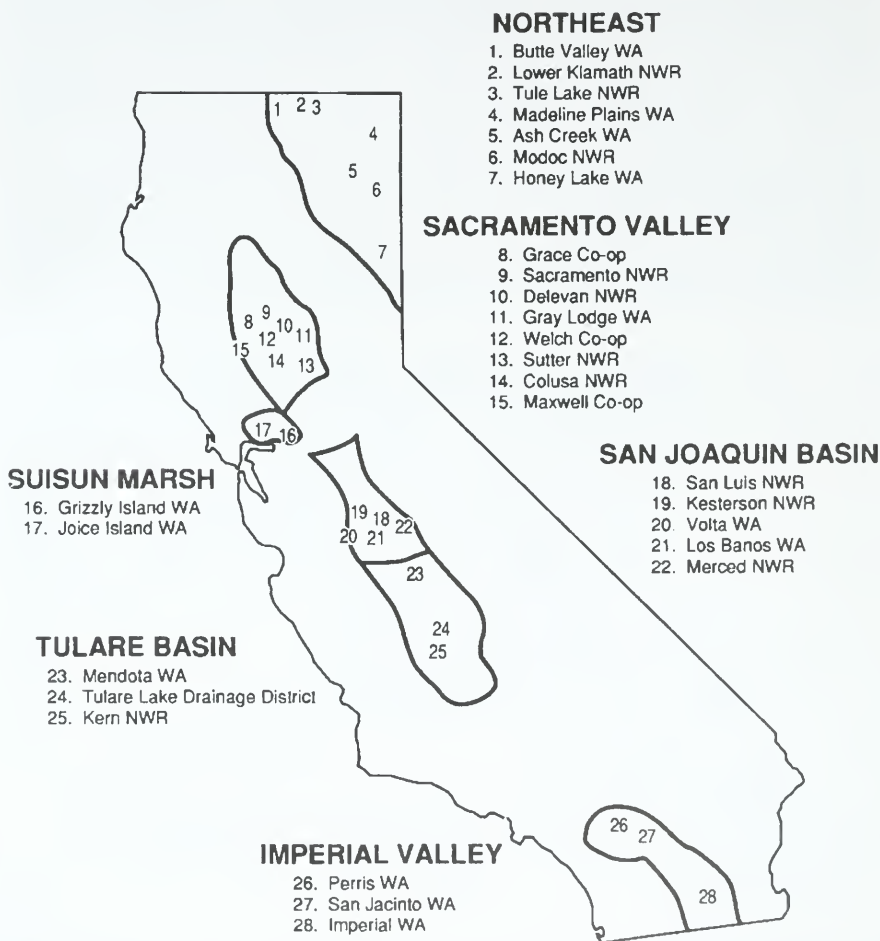 NORTHEAST
1. Butte Valley WA
2. Lower Klamath NWR
3. Tule Lake NWR
4. Madeline Plains WA
5. Ash Creek WA
6. Modoc NWR
7. Honey Lake WA
1 2 3
4
5
6
7
SACRAMENTO VALLEY
8. Grace Co-op
9. Sacramento NWR
10. Delevan NWR
11. Gray Lodge WA
12. Welch Co-op
13. Sutter NWR
14. Colusa NWR
15. Maxwell Co-op
8 9 10 11
12
15 14 13
17 16
SUISUN MARSH
16. Grizzly Island WA
17. Joice Island WA
SAN JOAQUIN BASIN
18. San Luis NWR
19. Kesterson NWR
20. Volta WA
21. Los Banos WA
22. Merced NWR
19 18 22
20 21
23
24
25
TULARE BASIN
23. Mendota WA
24. Tulare Lake Drainage District
25. Kern NWR
26 27
28
IMPERIAL VALLEY
26. Perris WA
27. San Jacinto WA
28. Imperial WA